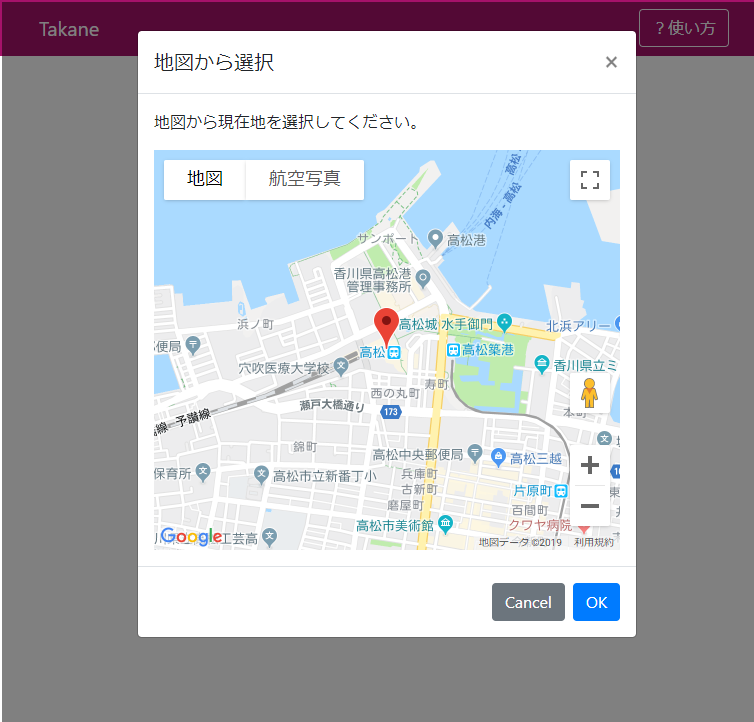 Takane
？使い方
地図から選択
×
地図から現在地を選択してください。
地図
航空写真
内海 - 高松
高松
サンポート
高松港
香川県高松港
管理事務所
浜ノ町
高松城 水手御門
北浜アリー
便局
高松
高松築港
穴吹医療大学校
香川県立ミ
寿町
西の丸町
瀬戸大橋通り
173
本町
予讃線
錦町
高松中央郵便局
高松三越
保育所
高松市立新番丁小
兵庫町
古新町
片原町
磨屋町
百間町
高松市美術館
クワヤ病院
Google
工芸高
地図データ ©2019
利用規約
Cancel
OK